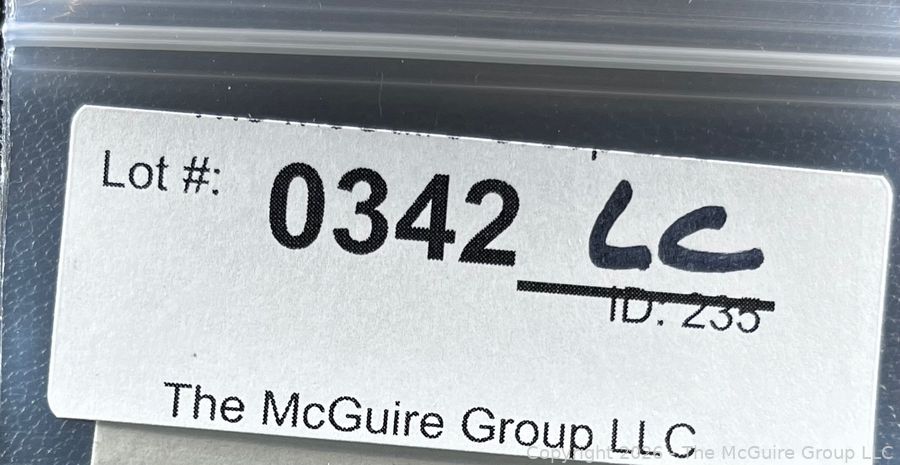 Lot #: 0342 LC
ID: 235
The McGuire Group LLC
Copyright 2026 - The McGuire Group LLC